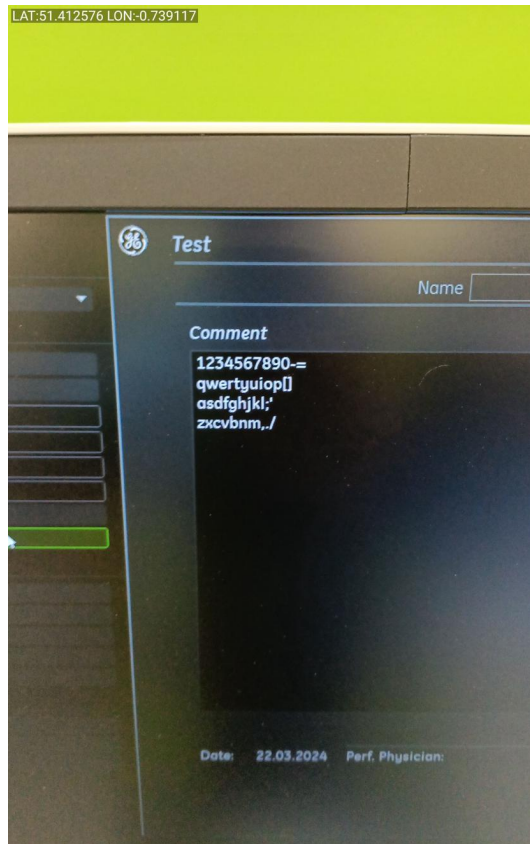 LAT:51.412576 LON:-0.739117
GE
Test
Name
Comment
1234567890-=
qwertyuiop[]
asdfghjkl;'
zxcvbnm,./
Date: 22.03.2024 Perf. Physician: